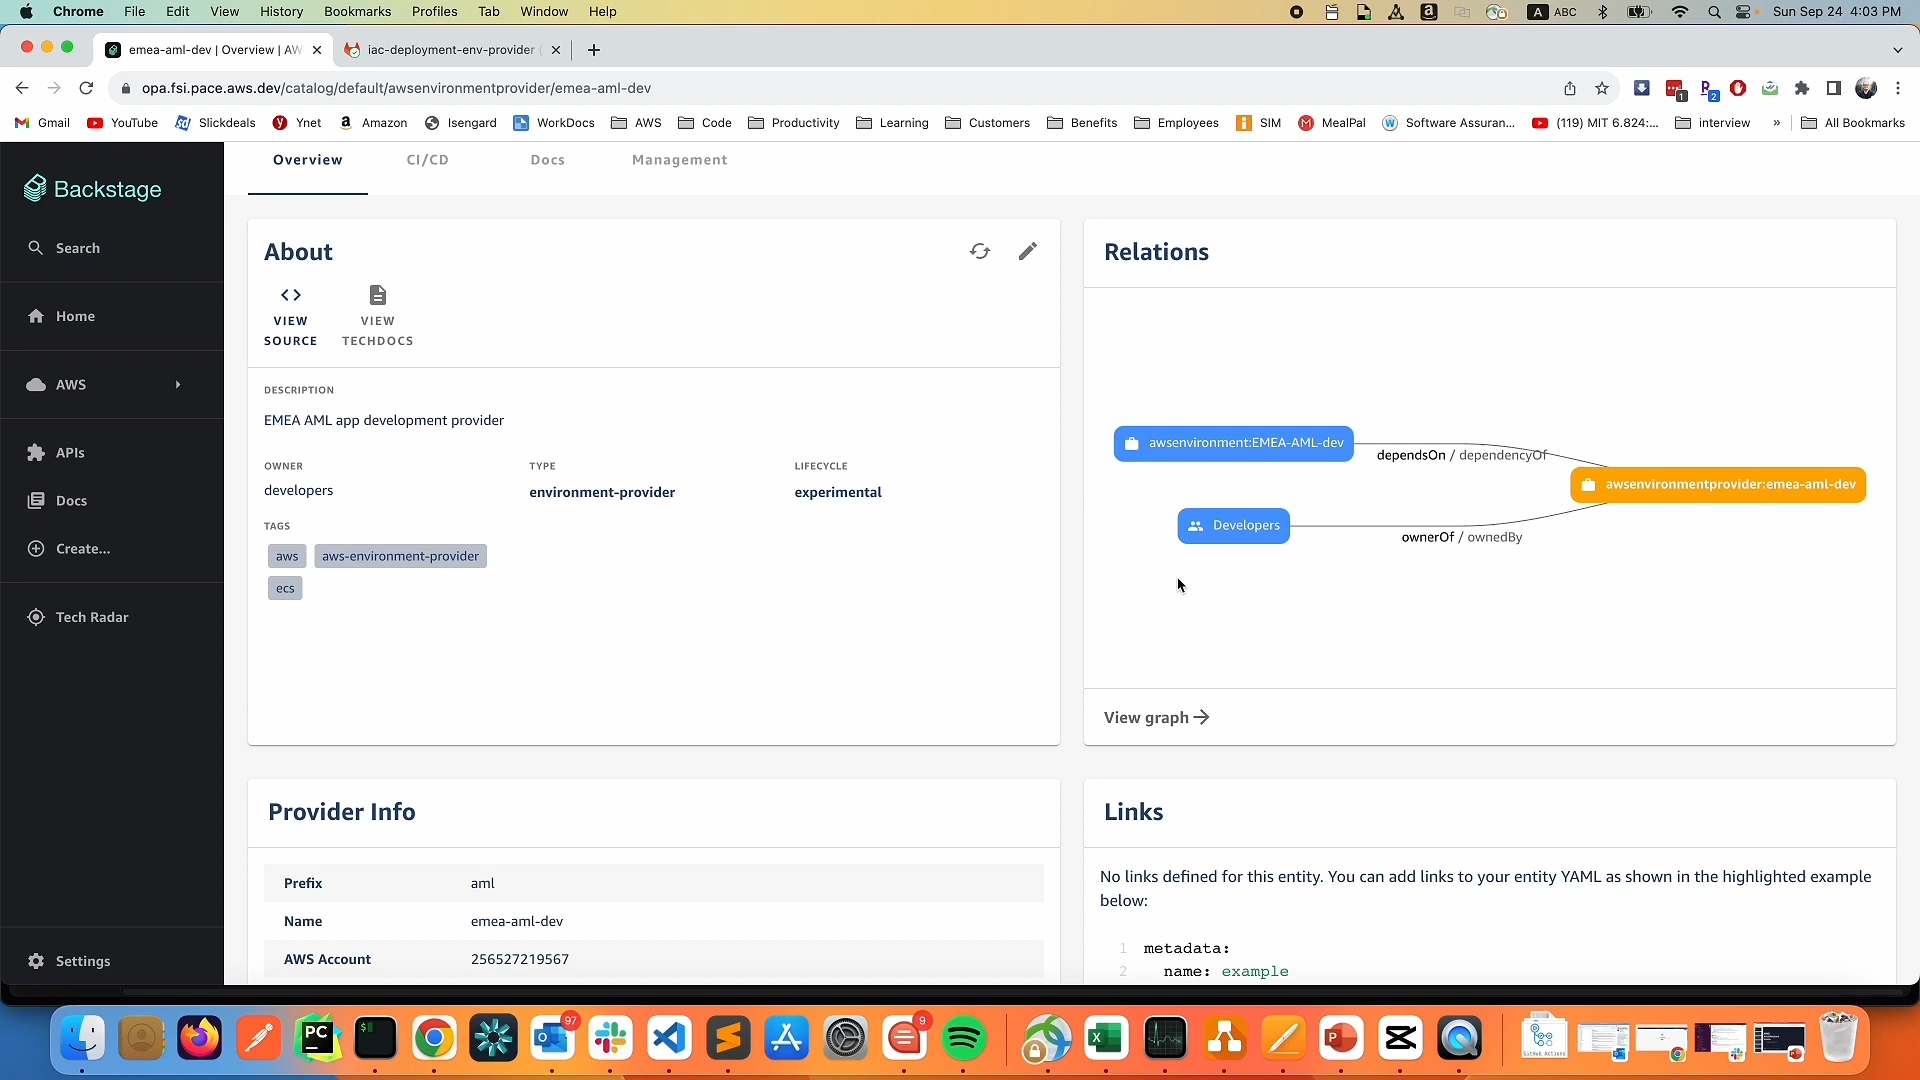 Chrome File Edit View History Bookmarks Profiles Tab Window Help
A ABC
Sun Sep 24 4:03 PM
emea-aml-dev | Overview | AW
iac-deployment-env-provider
opa.fsi.pace.aws.dev/catalog/default/awsenvironmentprovider/emea-aml-dev
1
2
Gmail YouTube Slickdeals Ynet Amazon Isengard WorkDocs AWS Code Productivity Learning Customers Benefits Employees SIM MealPal Software Assuran... (119) MIT 6.824:... interview » All Bookmarks
Backstage
Search
Home
AWS
APIs
Docs
Create...
Tech Radar
Settings
Overview
CI/CD
Docs
Management
About
VIEW SOURCE
VIEW TECHDOCS
DESCRIPTION
EMEA AML app development provider
OWNER
developers
TYPE
environment-provider
LIFECYCLE
experimental
TAGS
aws
aws-environment-provider
ecs
Relations
awsenvironment:EMEA-AML-dev
dependsOn / dependencyOf
awsenvironmentprovider:emea-aml-dev
Developers
ownerOf / ownedBy
View graph
Provider Info
Prefix aml
Name emea-aml-dev
AWS Account 256527219567
Links
No links defined for this entity. You can add links to your entity YAML as shown in the highlighted example
below:
1 metadata:
2 name: example
PC
$
97
9